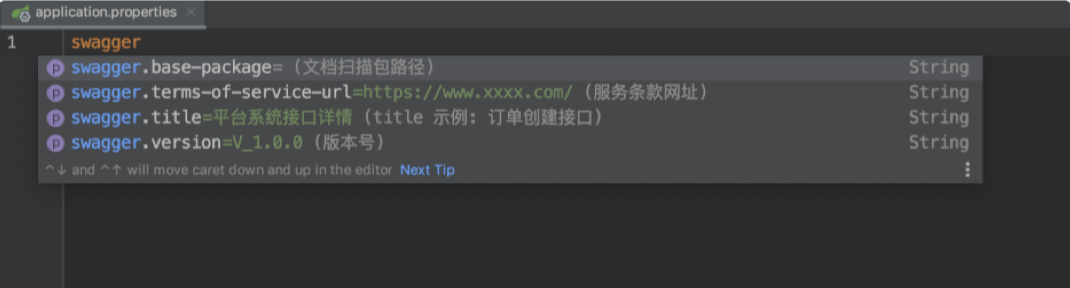 application.properties
1 swagger
swagger.base-package= (文档扫描包路径) String
swagger.terms-of-service-url=https://www.xxxx.com/ (服务条款网址) String
swagger.title=平台系统接口详情 (title 示例: 订单创建接口) String
swagger.version=V_1.0.0 (版本号) String
^↓ and ^↑ will move caret down and up in the editor Next Tip